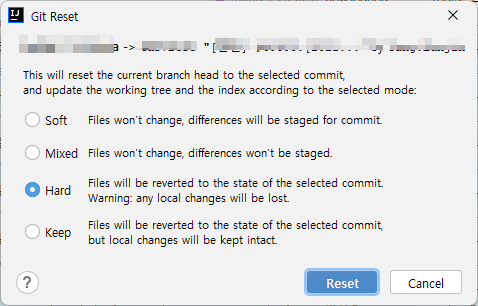 IJ
Git Reset
a ->
This will reset the current branch head to the selected commit,
and update the working tree and the index according to the selected mode:
Soft Files won't change, differences will be staged for commit.
Mixed Files won't change, differences won't be staged.
Hard Files will be reverted to the state of the selected commit.
Warning: any local changes will be lost.
Keep Files will be reverted to the state of the selected commit,
but local changes will be kept intact.
? Reset Cancel